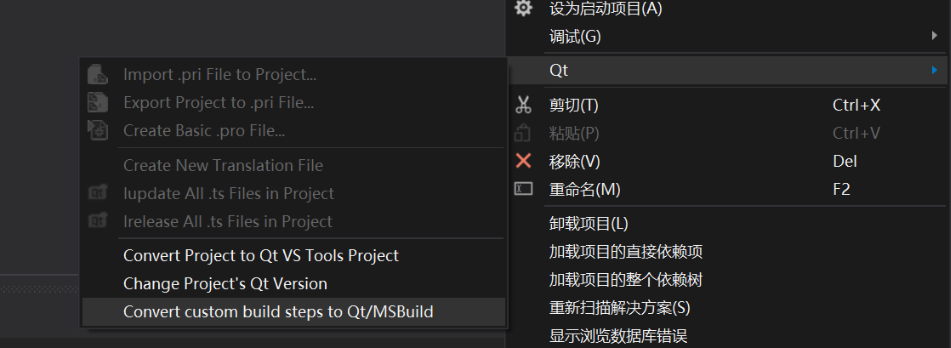 设为启动项目(A)
调试(G)
Qt
Import .pri File to Project...
Export Project to .pri File...
Create Basic .pro File...
Create New Translation File
lupdate All .ts Files in Project
lrelease All .ts Files in Project
Convert Project to Qt VS Tools Project
Change Project's Qt Version
Convert custom build steps to Qt/MSBuild
剪切(T) Ctrl+X
粘贴(P) Ctrl+V
移除(V) Del
重命名(M) F2
卸载项目(L)
加载项目的直接依赖项
加载项目的整个依赖树
重新扫描解决方案(S)
显示浏览数据库错误